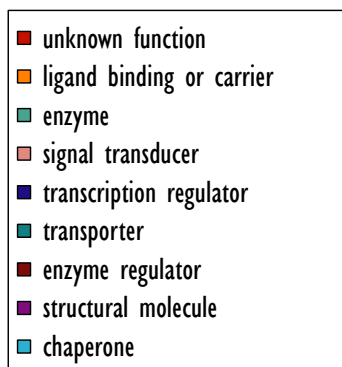 unknown function
ligand binding or carrier
enzyme
signal transducer
transcription regulator
transporter
enzyme regulator
structural molecule
chaperone